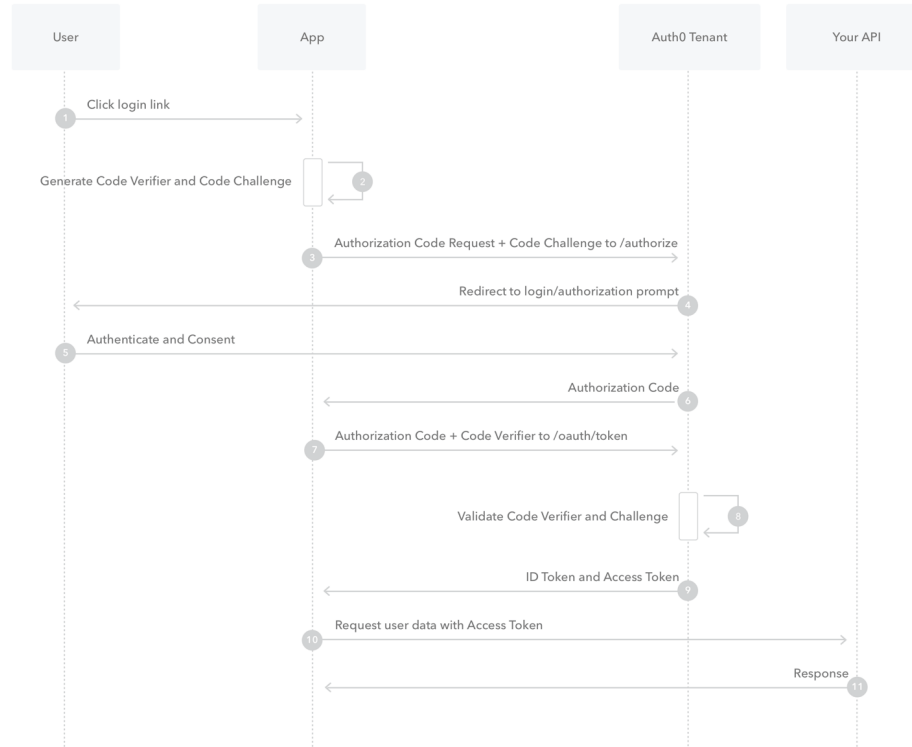 User
App
Auth0 Tenant
Your API
Click login link
1
Generate Code Verifier and Code Challenge
2
Authorization Code Request + Code Challenge to /authorize
3
Redirect to login/authorization prompt
4
Authenticate and Consent
5
Authorization Code
6
Authorization Code + Code Verifier to /oauth/token
7
Validate Code Verifier and Challenge
8
ID Token and Access Token
9
Request user data with Access Token
10
Response
11